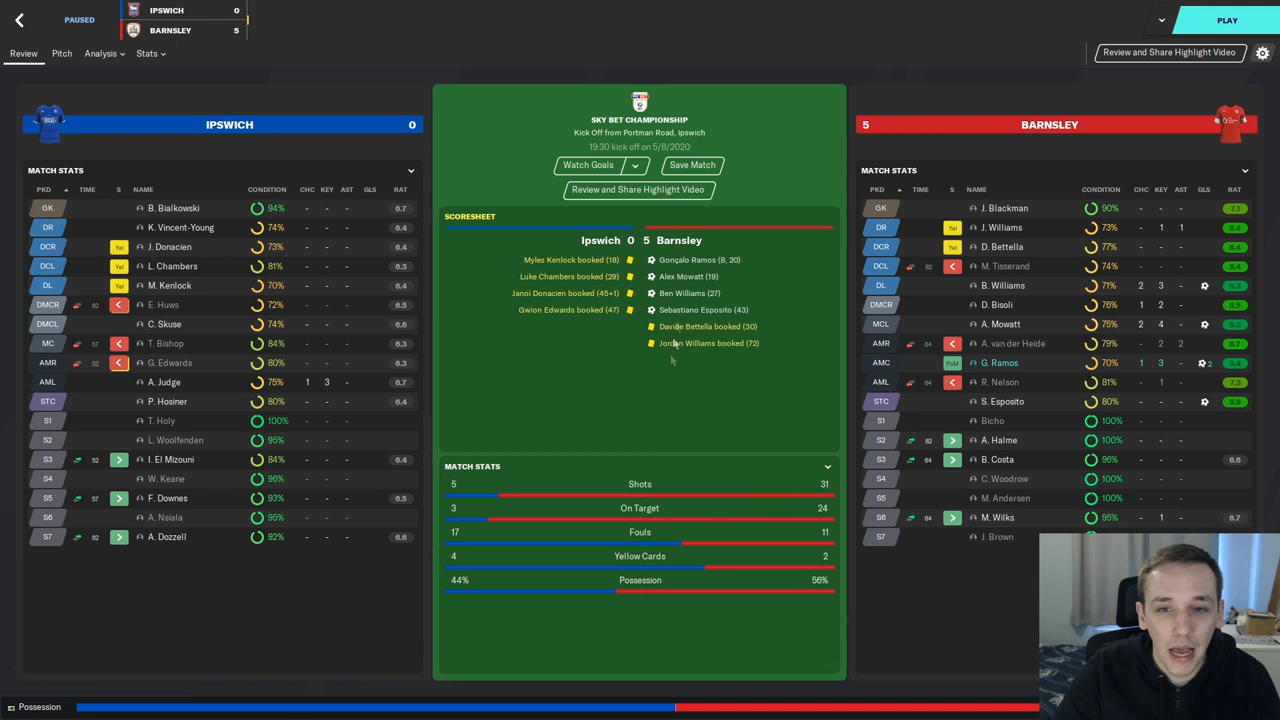 PAUSED
IPSWICH 0
BARNSLEY 5
PLAY
Review Pitch Analysis Stats
Review and Share Highlight Video
IPSWICH 0
MATCH STATS
PKD TIME S NAME CONDITION CHC KEY AST GLS RAT
GK B. Bialkowski 94% - - - 6.7
DR K. Vincent-Young 74% - - - 6.4
DCR Yel J. Donacien 73% - - - 6.4
DCL Yel L. Chambers 81% - - - 6.3
DL Yel M. Kenlock 70% - - - 6.4
DMCR 62 E. Huws 72% - - - 6.5
DMCL C. Skuse 74% - - - 6.6
MC 57 T. Bishop 84% - - - 6.3
AMR 52 G. Edwards 80% - - - 6.3
AML A. Judge 75% 1 3 - 6.7
STC P. Hosiner 80% - - - 6.4
S1 T. Holy 100%
S2 L. Woolfenden 95%
S3 52 I. El Mizouni 84% - - - 6.4
S4 W. Keane 96%
S5 57 F. Downes 93% - - - 6.5
S6 A. Nsiala 95%
S7 62 A. Dozzell 92% - - - 6.6
SKY BET CHAMPIONSHIP
Kick Off from Portman Road, Ipswich
19:30 kick off on 5/8/2020
Watch Goals Save Match
Review and Share Highlight Video
SCORESHEET
Ipswich 0 5 Barnsley
Myles Kenlock booked (18) Gonçalo Ramos (8, 20)
Luke Chambers booked (29) Alex Mowatt (19)
Janoi Donacien booked (45+1) Ben Williams (27)
Gwion Edwards booked (47) Sebastiano Esposito (43)
Davide Bettella booked (30)
Jordan Williams booked (72)
MATCH STATS
5 Shots 31
3 On Target 24
17 Fouls 11
4 Yellow Cards 2
44% Possession 56%
5 BARNSLEY
MATCH STATS
PKD TIME S NAME CONDITION CHC KEY AST GLS RAT
GK J. Blackman 90% - - - 7.1
DR Yel J. Williams 73% - 1 1 8.4
DCR Yel D. Bettella 77% - - - 8.4
DCL 82 M. Tisserand 74% - - - 8.4
DL B. Williams 71% 2 3 - 9.3
DMCR D. Bisoli 76% 1 2 - 8.5
MCL A. Mowatt 75% 2 4 - 9.3
AMR 64 A. van der Heide 79% - 1 - 8.7
AMC PoM G. Ramos 70% 1 3 - 2 9.4
AML 64 R. Nelson 81% - 1 - 7.3
STC S. Esposito 80% - - - 8.9
S1 Bicho 100%
S2 82 A. Halme 100% - - -
S3 64 B. Costa 96% - - - 6.6
S4 C. Woodrow 100%
S5 M. Andersen 100%
S6 64 M. Wilks 95% - 1 - 6.7
S7 J. Brown
Possession